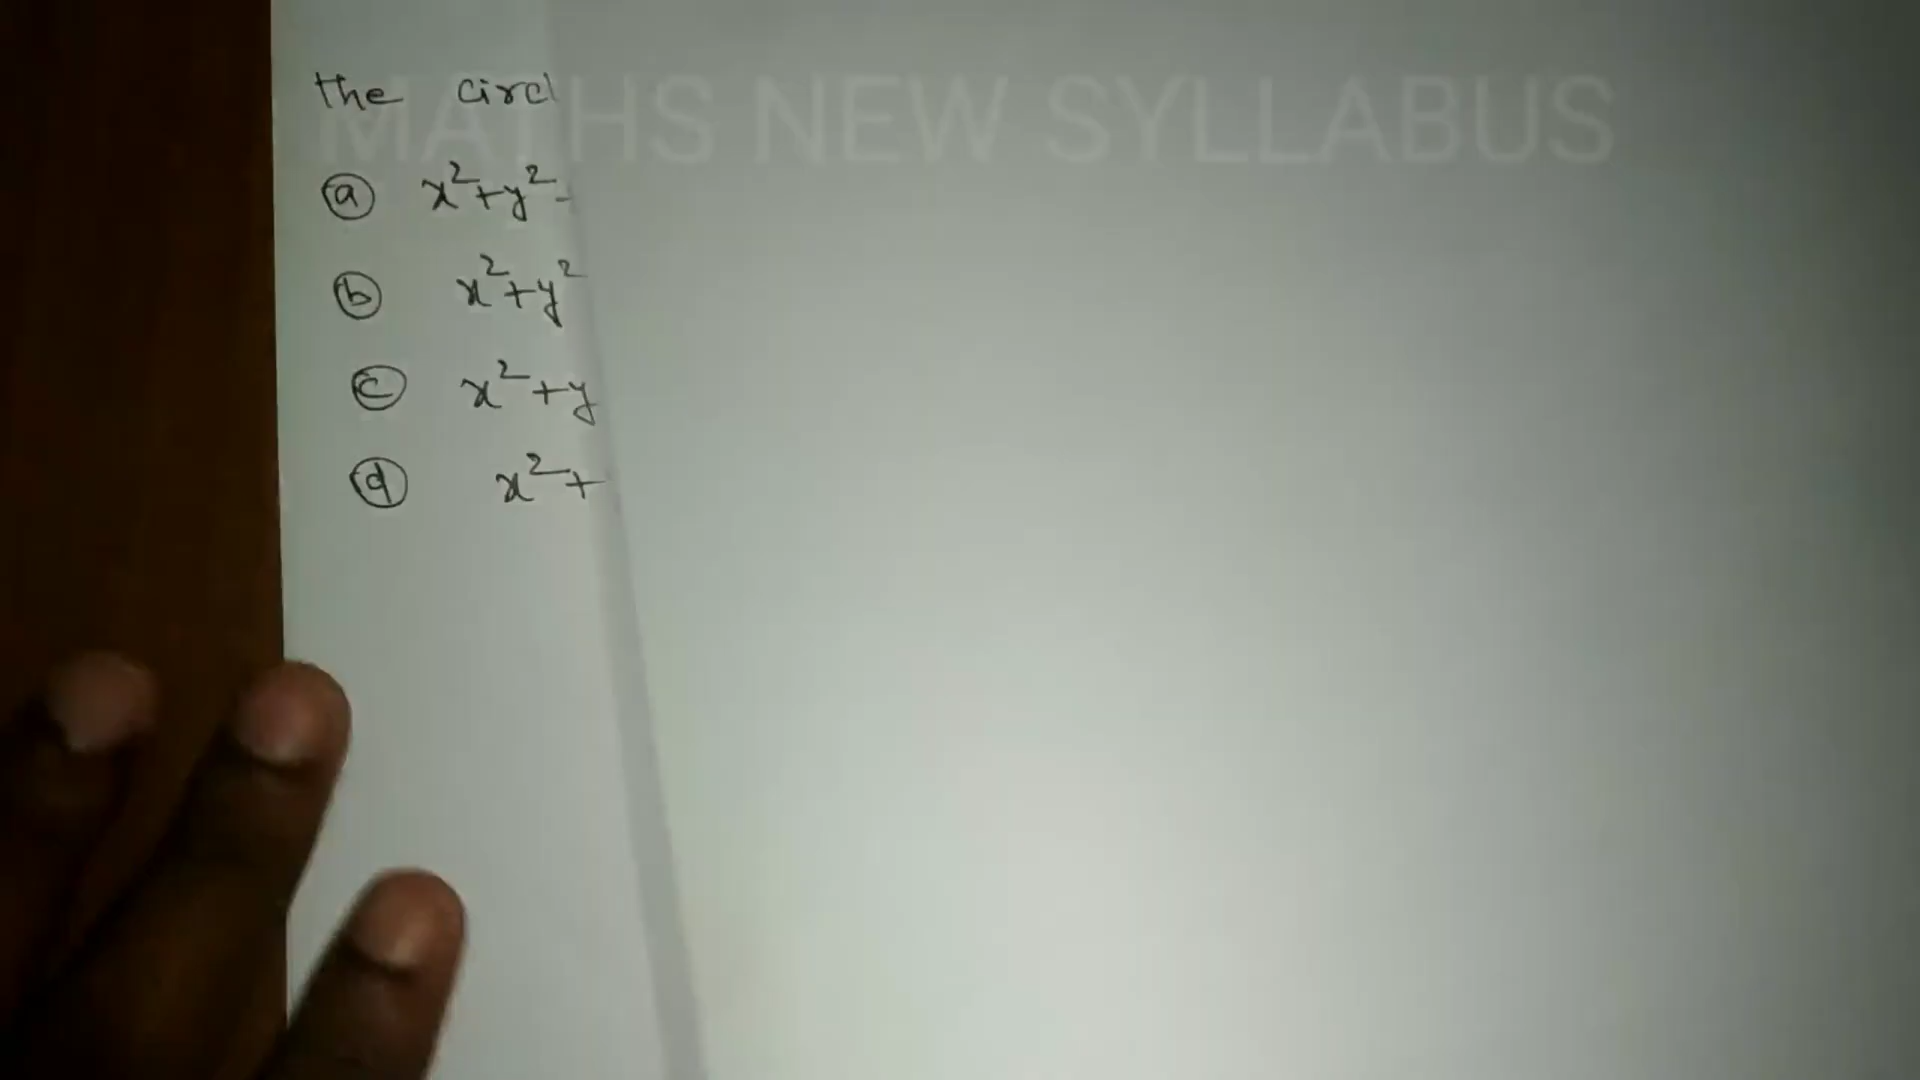 MATHS NEW SYLLABUS
the circl
(a) x²+y²-
(b) x²+y²
(c) x²+y
(d) x²+